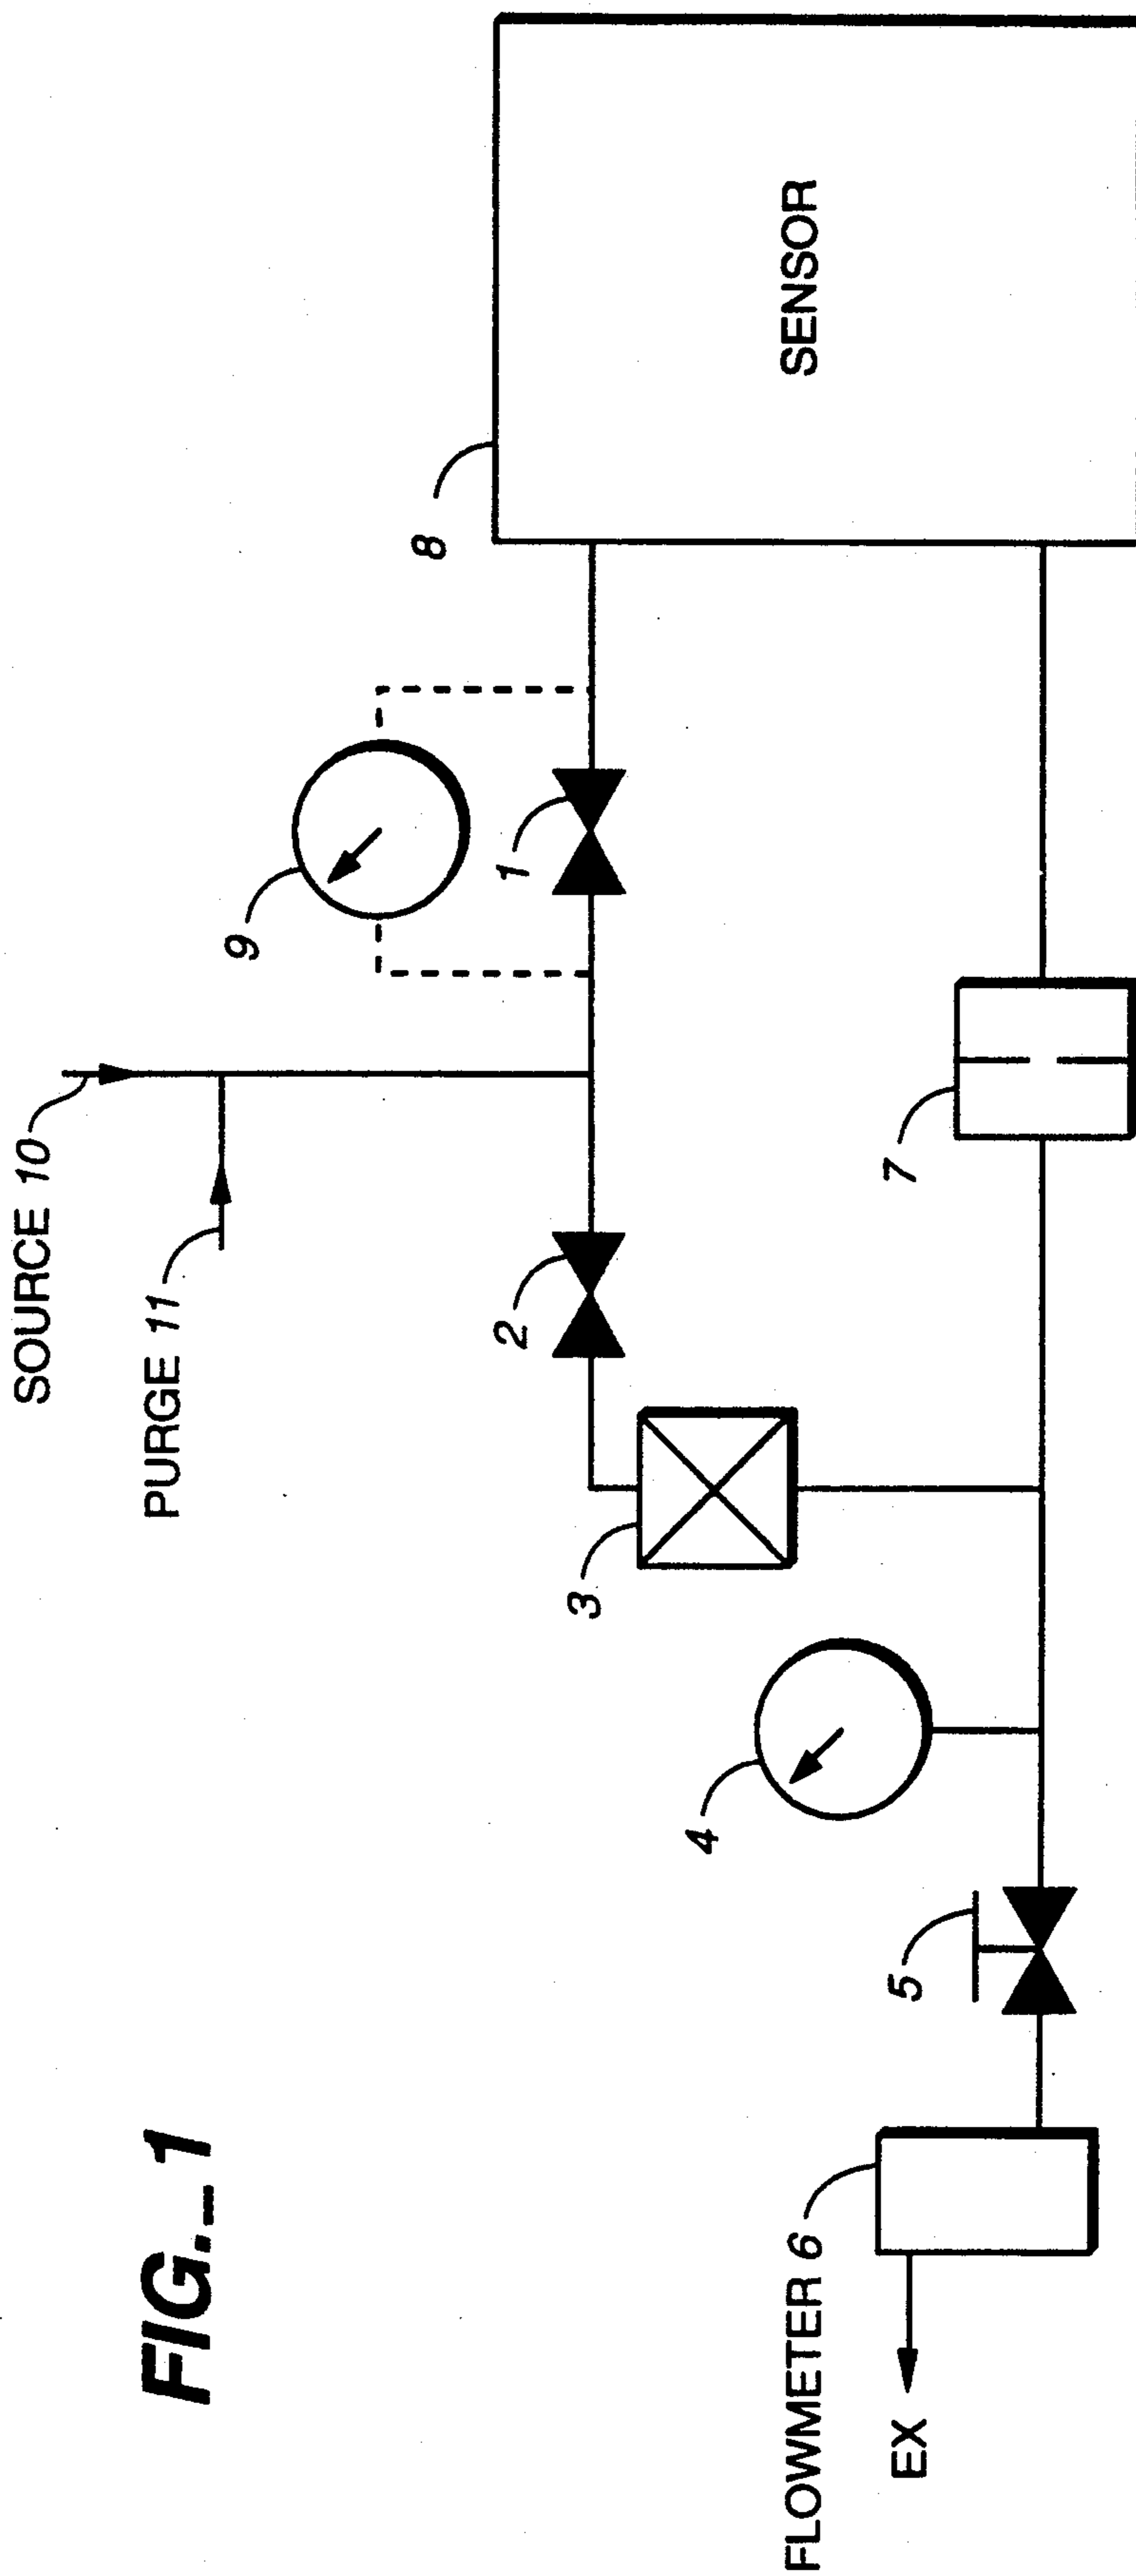 SOURCE 10
PURGE 11
9
8
SENSOR
1
2
3
7
4
5
FLOWMETER 6
EX
FIG._1